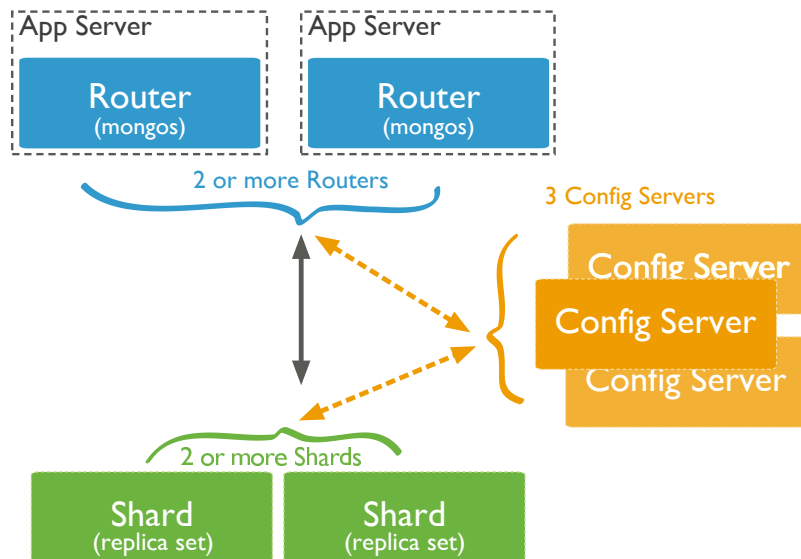 App Server
App Server
Router
(mongos)
Router
(mongos)
2 or more Routers
3 Config Servers
Config Server
Config Server
Config Server
2 or more Shards
Shard
(replica set)
Shard
(replica set)